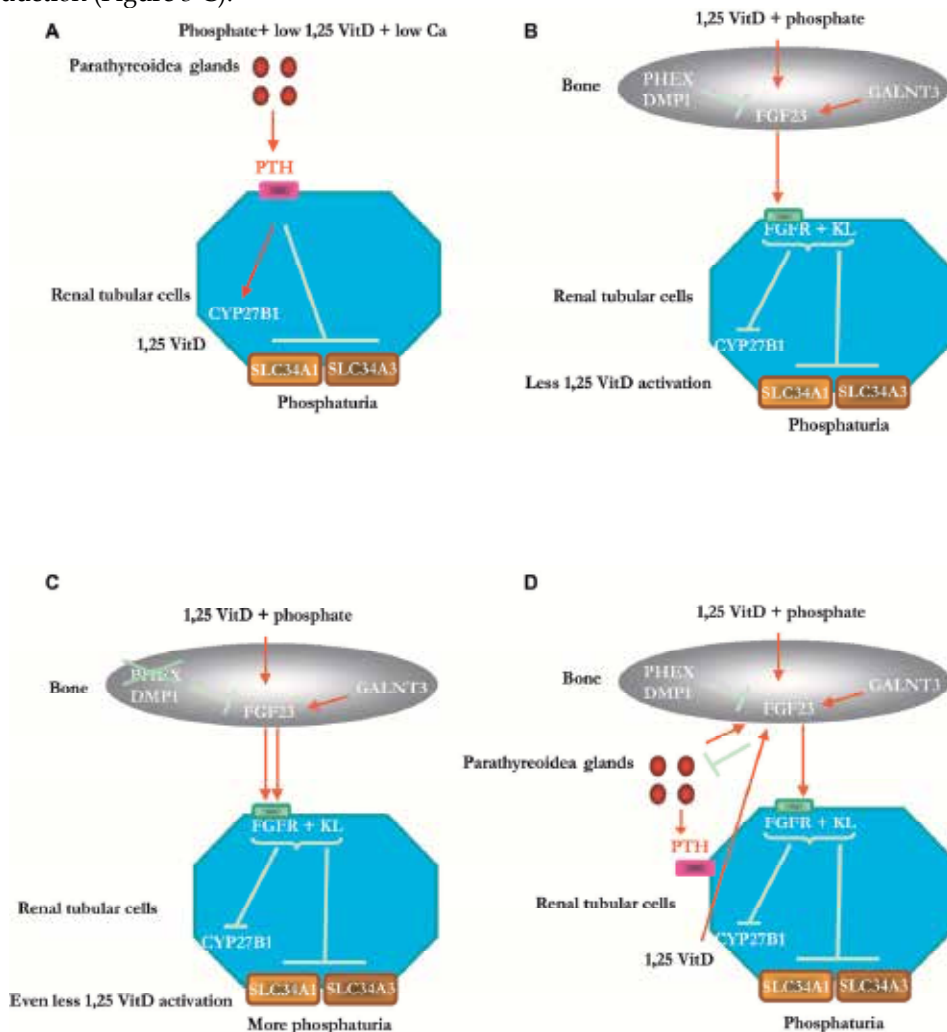 duction (Figure 3 C).
A
Phosphate+ low 1,25 VitD + low Ca
Parathyreoidea glands
PTH
Renal tubular cells
CYP27B1
1,25 VitD
SLC34A1 SLC34A3
Phosphaturia
B
1,25 VitD + phosphate
Bone
PHEX
DMP1
GALNT3
FGF23
FGFR + KL
Renal tubular cells
CYP27B1
Less 1,25 VitD activation
SLC34A1 SLC34A3
Phosphaturia
C
1,25 VitD + phosphate
Bone
PHEX
DMP1
GALNT3
FGF23
FGFR + KL
Renal tubular cells
CYP27B1
Even less 1,25 VitD activation
SLC34A1 SLC34A3
More phosphaturia
D
1,25 VitD + phosphate
Bone
PHEX
DMP1
GALNT3
FGF23
Parathyreoidea glands
FGFR + KL
PTH
Renal tubular cells
CYP27B1
1,25 VitD
SLC34A1 SLC34A3
Phosphaturia